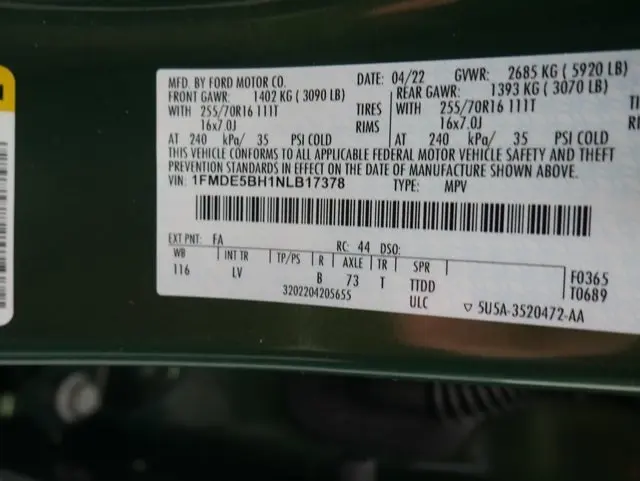 MFD. BY FORD MOTOR CO.
DATE: 04/22 GVWR: 2685 KG ( 5920 LB)
FRONT GAWR: 1402 KG ( 3090 LB)
REAR GAWR: 1393 KG ( 3070 LB)
WITH 255/70R16 111T TIRES
WITH 255/70R16 111T TIRES
16x7.0J RIMS
16x7.0J
AT 240 kPa/ 35 PSI COLD
AT 240 kPa/ 35 PSI COLD
THIS VEHICLE CONFORMS TO ALL APPLICABLE FEDERAL MOTOR VEHICLE SAFETY AND THEFT
PREVENTION STANDARDS IN EFFECT ON THE DATE OF MANUFACTURE SHOWN ABOVE.
VIN: 1FMDE5BH1NLB17378 TYPE: MPV
EXT PNT: FA RC: 44 DSO:
WB INT TR TP/PS R AXLE TR SPR
116 LV B 73 T TTDD
3202204205655 ULC
F0365
T0689
5U5A-3520472-AA